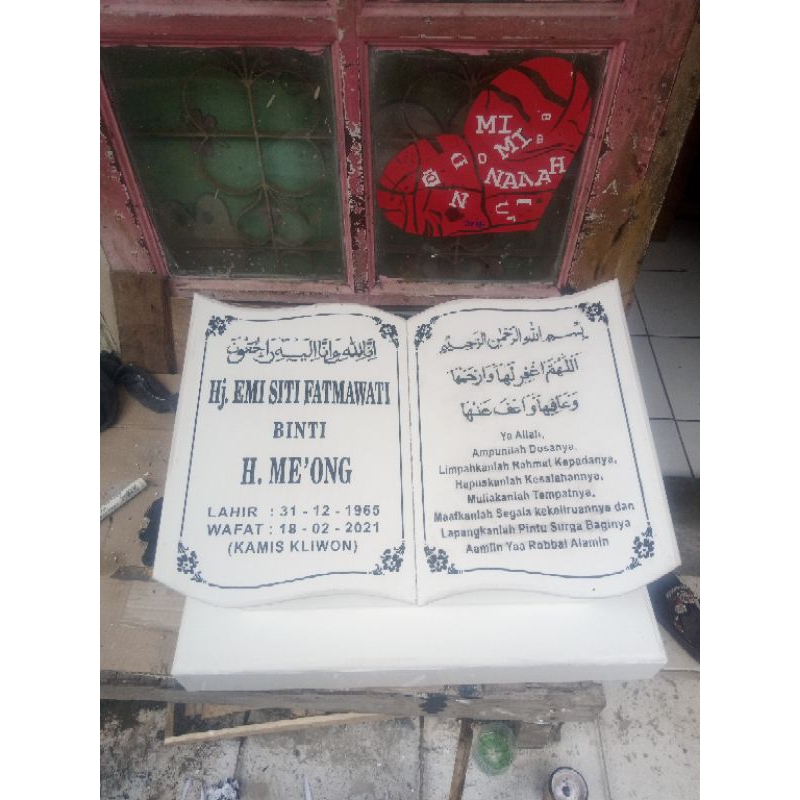 إنا لله وإنا إليه راجعون
Hj. EMI SITI FATMAWATI
BINTI
H. ME'ONG
LAHIR : 31 - 12 - 1965
WAFAT : 18 - 02 - 2021
(KAMIS KLIWON)
بسم الله الرحمن الرحيم
اللهم اغفر لها وارحمها
وعافها واعف عنها
Ya Allah,
Ampunilah Dosanya,
Limpahkanlah Rahmat Kepadanya,
Hapuskanlah Kesalahannya,
Muliakanlah Tempatnya,
Maafkanlah Segala kekeliruannya dan
Lapangkanlah Pintu Surga Baginya
Aamiin Yaa Robbal Alamin
MI
MI